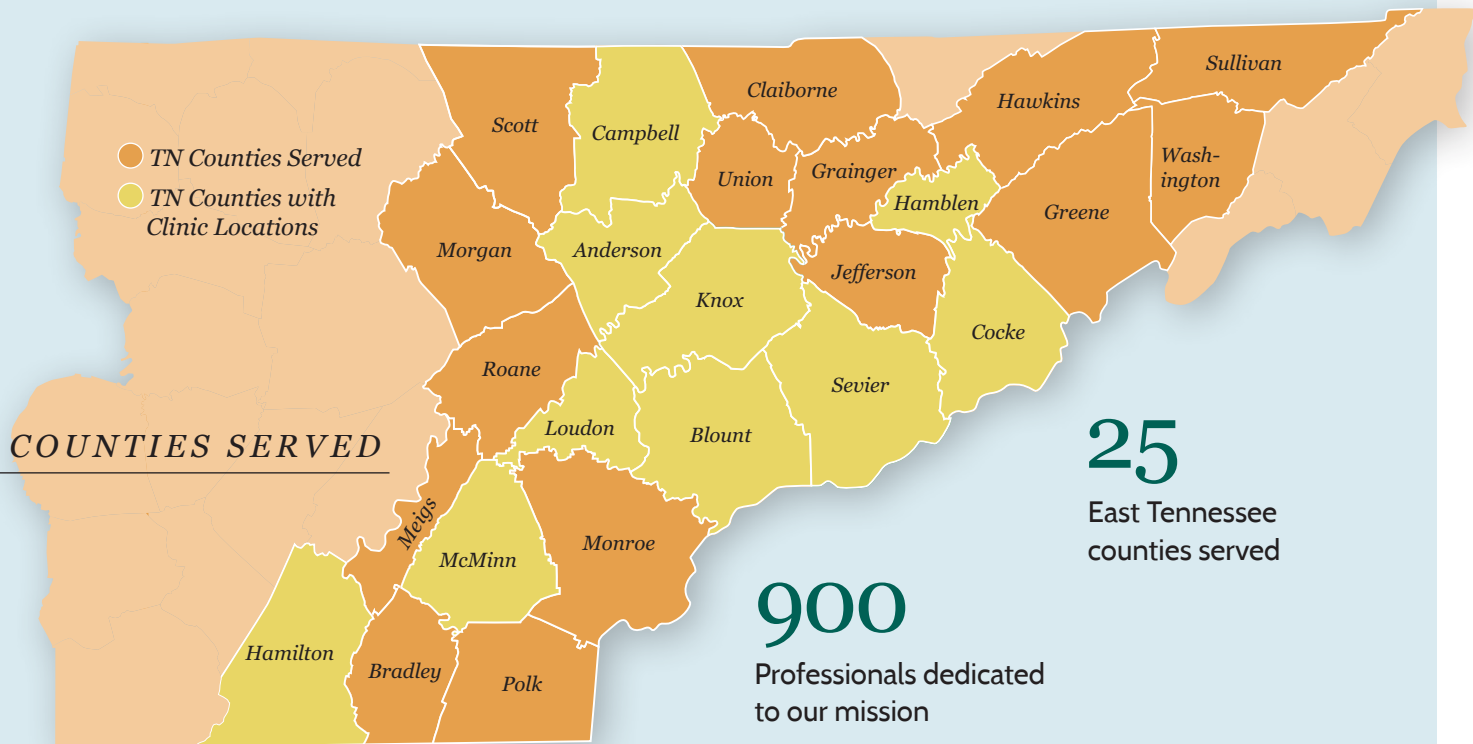 Sullivan
Claiborne
Hawkins
Scott
Campbell
TN Counties Served
Wash-
ington
Grainger
Union
TN Counties with
Clinic Locations
Hamblen
Greene
Morgan
Anderson
Jefferson
Knox
Cocke
Roane
Sevier
Loudon
Blount
COUNTIES SERVED
25
East Tennessee
counties served
Meigs
McMinn
Monroe
900
Professionals dedicated
to our mission
Hamilton
Bradley
Polk